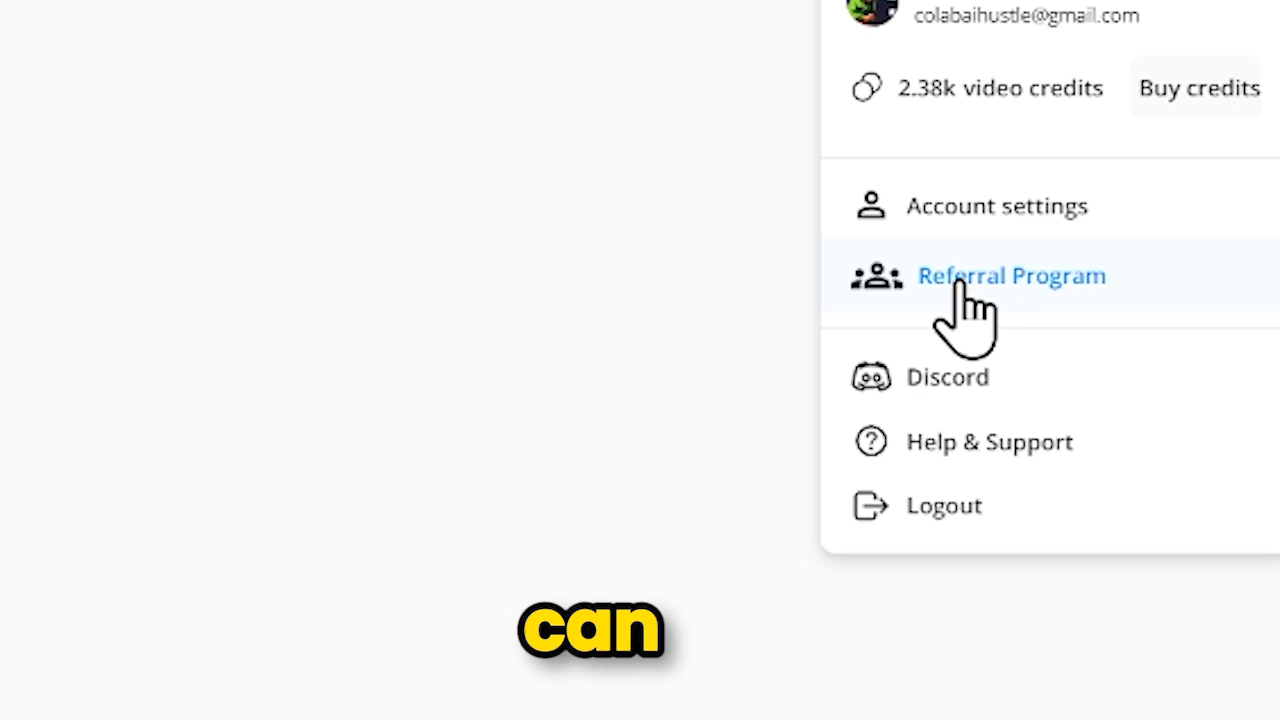 colabaihustle@gmail.com
2.38k video credits Buy credits
Account settings
Referral Program
Discord
Help & Support
Logout
can